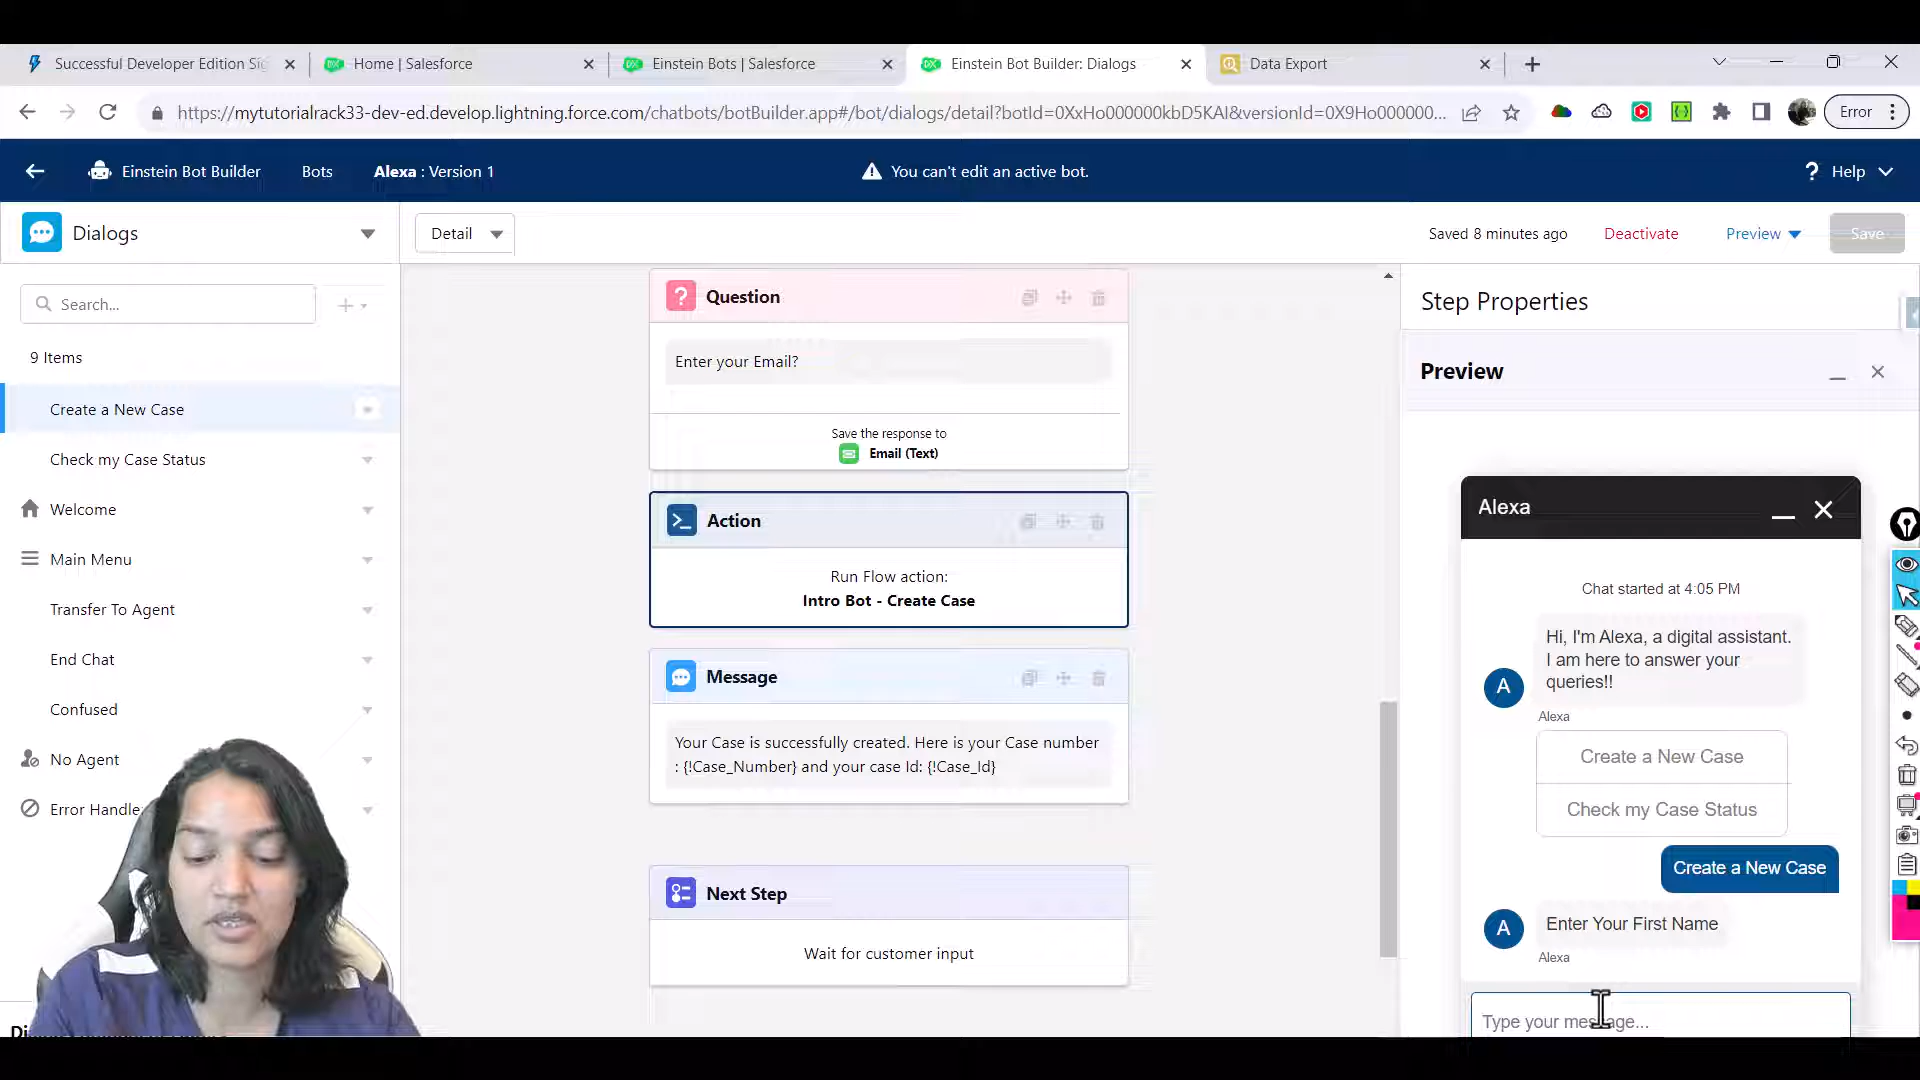 Successful Developer Edition Sig
Home | Salesforce
Einstein Bots | Salesforce
Einstein Bot Builder: Dialogs
Data Export
https://mytutorialrack33-dev-ed.develop.lightning.force.com/chatbots/botBuilder.app#/bot/dialogs/detail?botId=0XxHo000000kbD5KAI&versionId=0X9Ho000000...
Error
Einstein Bot Builder
Bots
Alexa : Version 1
You can't edit an active bot.
? Help
Dialogs
Detail
Saved 8 minutes ago
Deactivate
Preview
Save
Search...
9 Items
Create a New Case
Check my Case Status
Welcome
Main Menu
Transfer To Agent
End Chat
Confused
No Agent
Error Handle
? Question
Enter your Email?
Save the response to
Email (Text)
Action
Run Flow action:
Intro Bot - Create Case
Message
Your Case is successfully created. Here is your Case number
: {!Case_Number} and your case Id: {!Case_Id}
Next Step
Wait for customer input
Step Properties
Preview
Alexa
Chat started at 4:05 PM
Hi, I'm Alexa, a digital assistant.
I am here to answer your
queries!!
A
Alexa
Create a New Case
Check my Case Status
Create a New Case
A
Enter Your First Name
Alexa
Type your message...